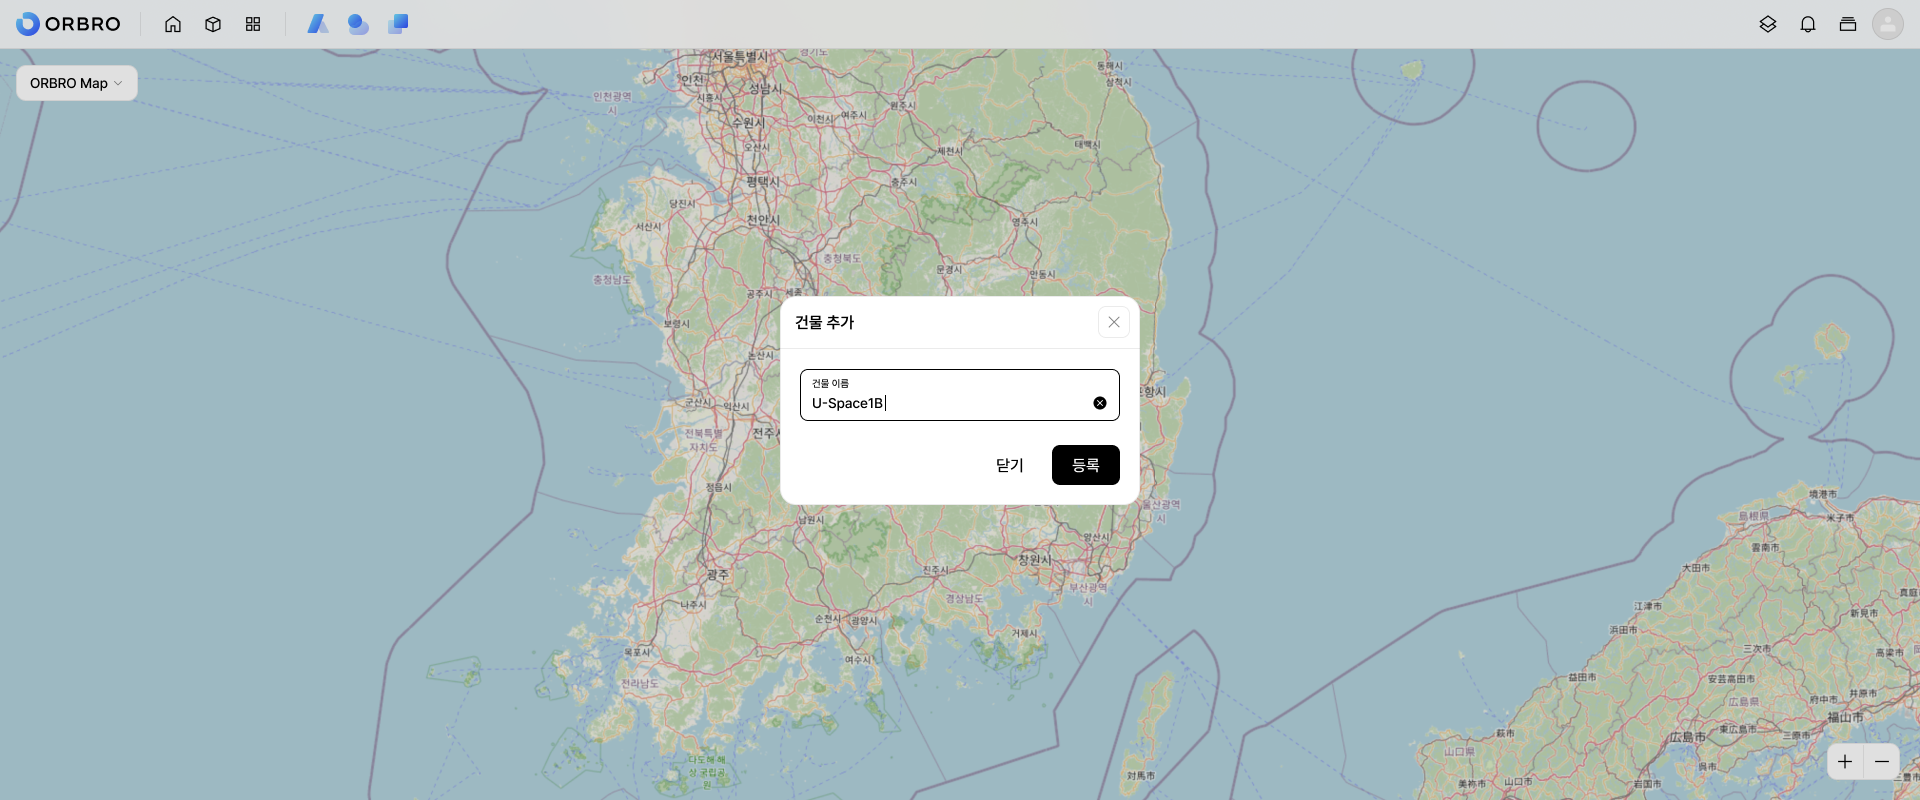 ORBRO
ORBRO Map
서울특별시
경기도
동해시
삼척시
인천
성남시
인천광역
시
시흥시
원주시
수원시
이천시
여주시
오산시
제천시
태백시
평택시
충주시
당진시
천안시
서산시
영주시
충청북도
문경시
안동시
충청남도
공주시
세종
건물 추가
보령시
논산시
건물 이름
U-Space1B
포항시
군산시
익산시
전북특별
자치도
전주시
닫기
등록
정읍시
울산광역
시
남원시
양산시
창원시
광주
진주시
부산광역
시
경상남도
나주시
순천시
광양시
거제시
목포시
여수시
전라남도
다도해 해
상 국립공
원
対馬市
境港市
島根県
米子市
雲南市
大田市
江津市
真庭
新見市
浜田市
三次市
高梁市
益田市
安芸高田市
井原市
府中市
広島県
福山市
萩市
東広島市
三原市
広島市
山口県
呉市
美祢市
山口市
岩国市
三豊市